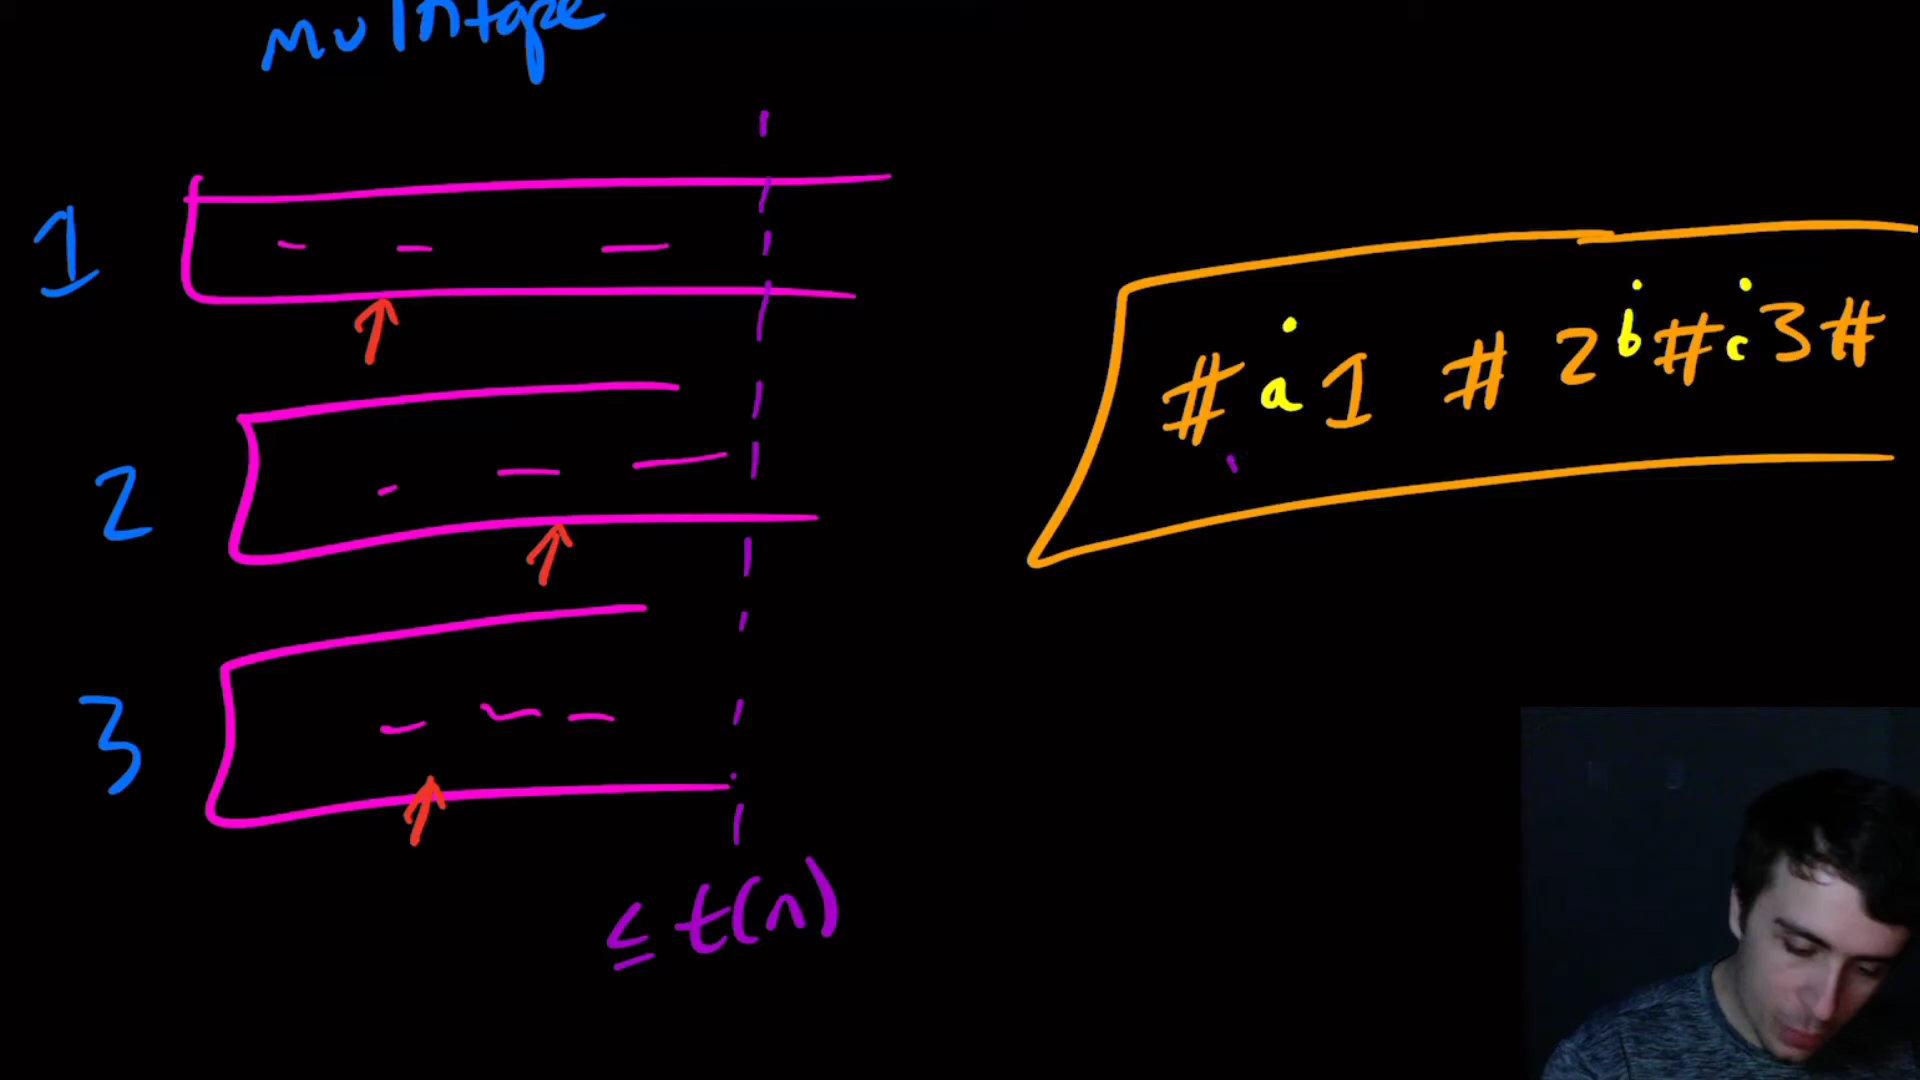 multitape
1
# ȧ 1 # 2 ḃ # ċ 3 #
2
3
≤ t(n)